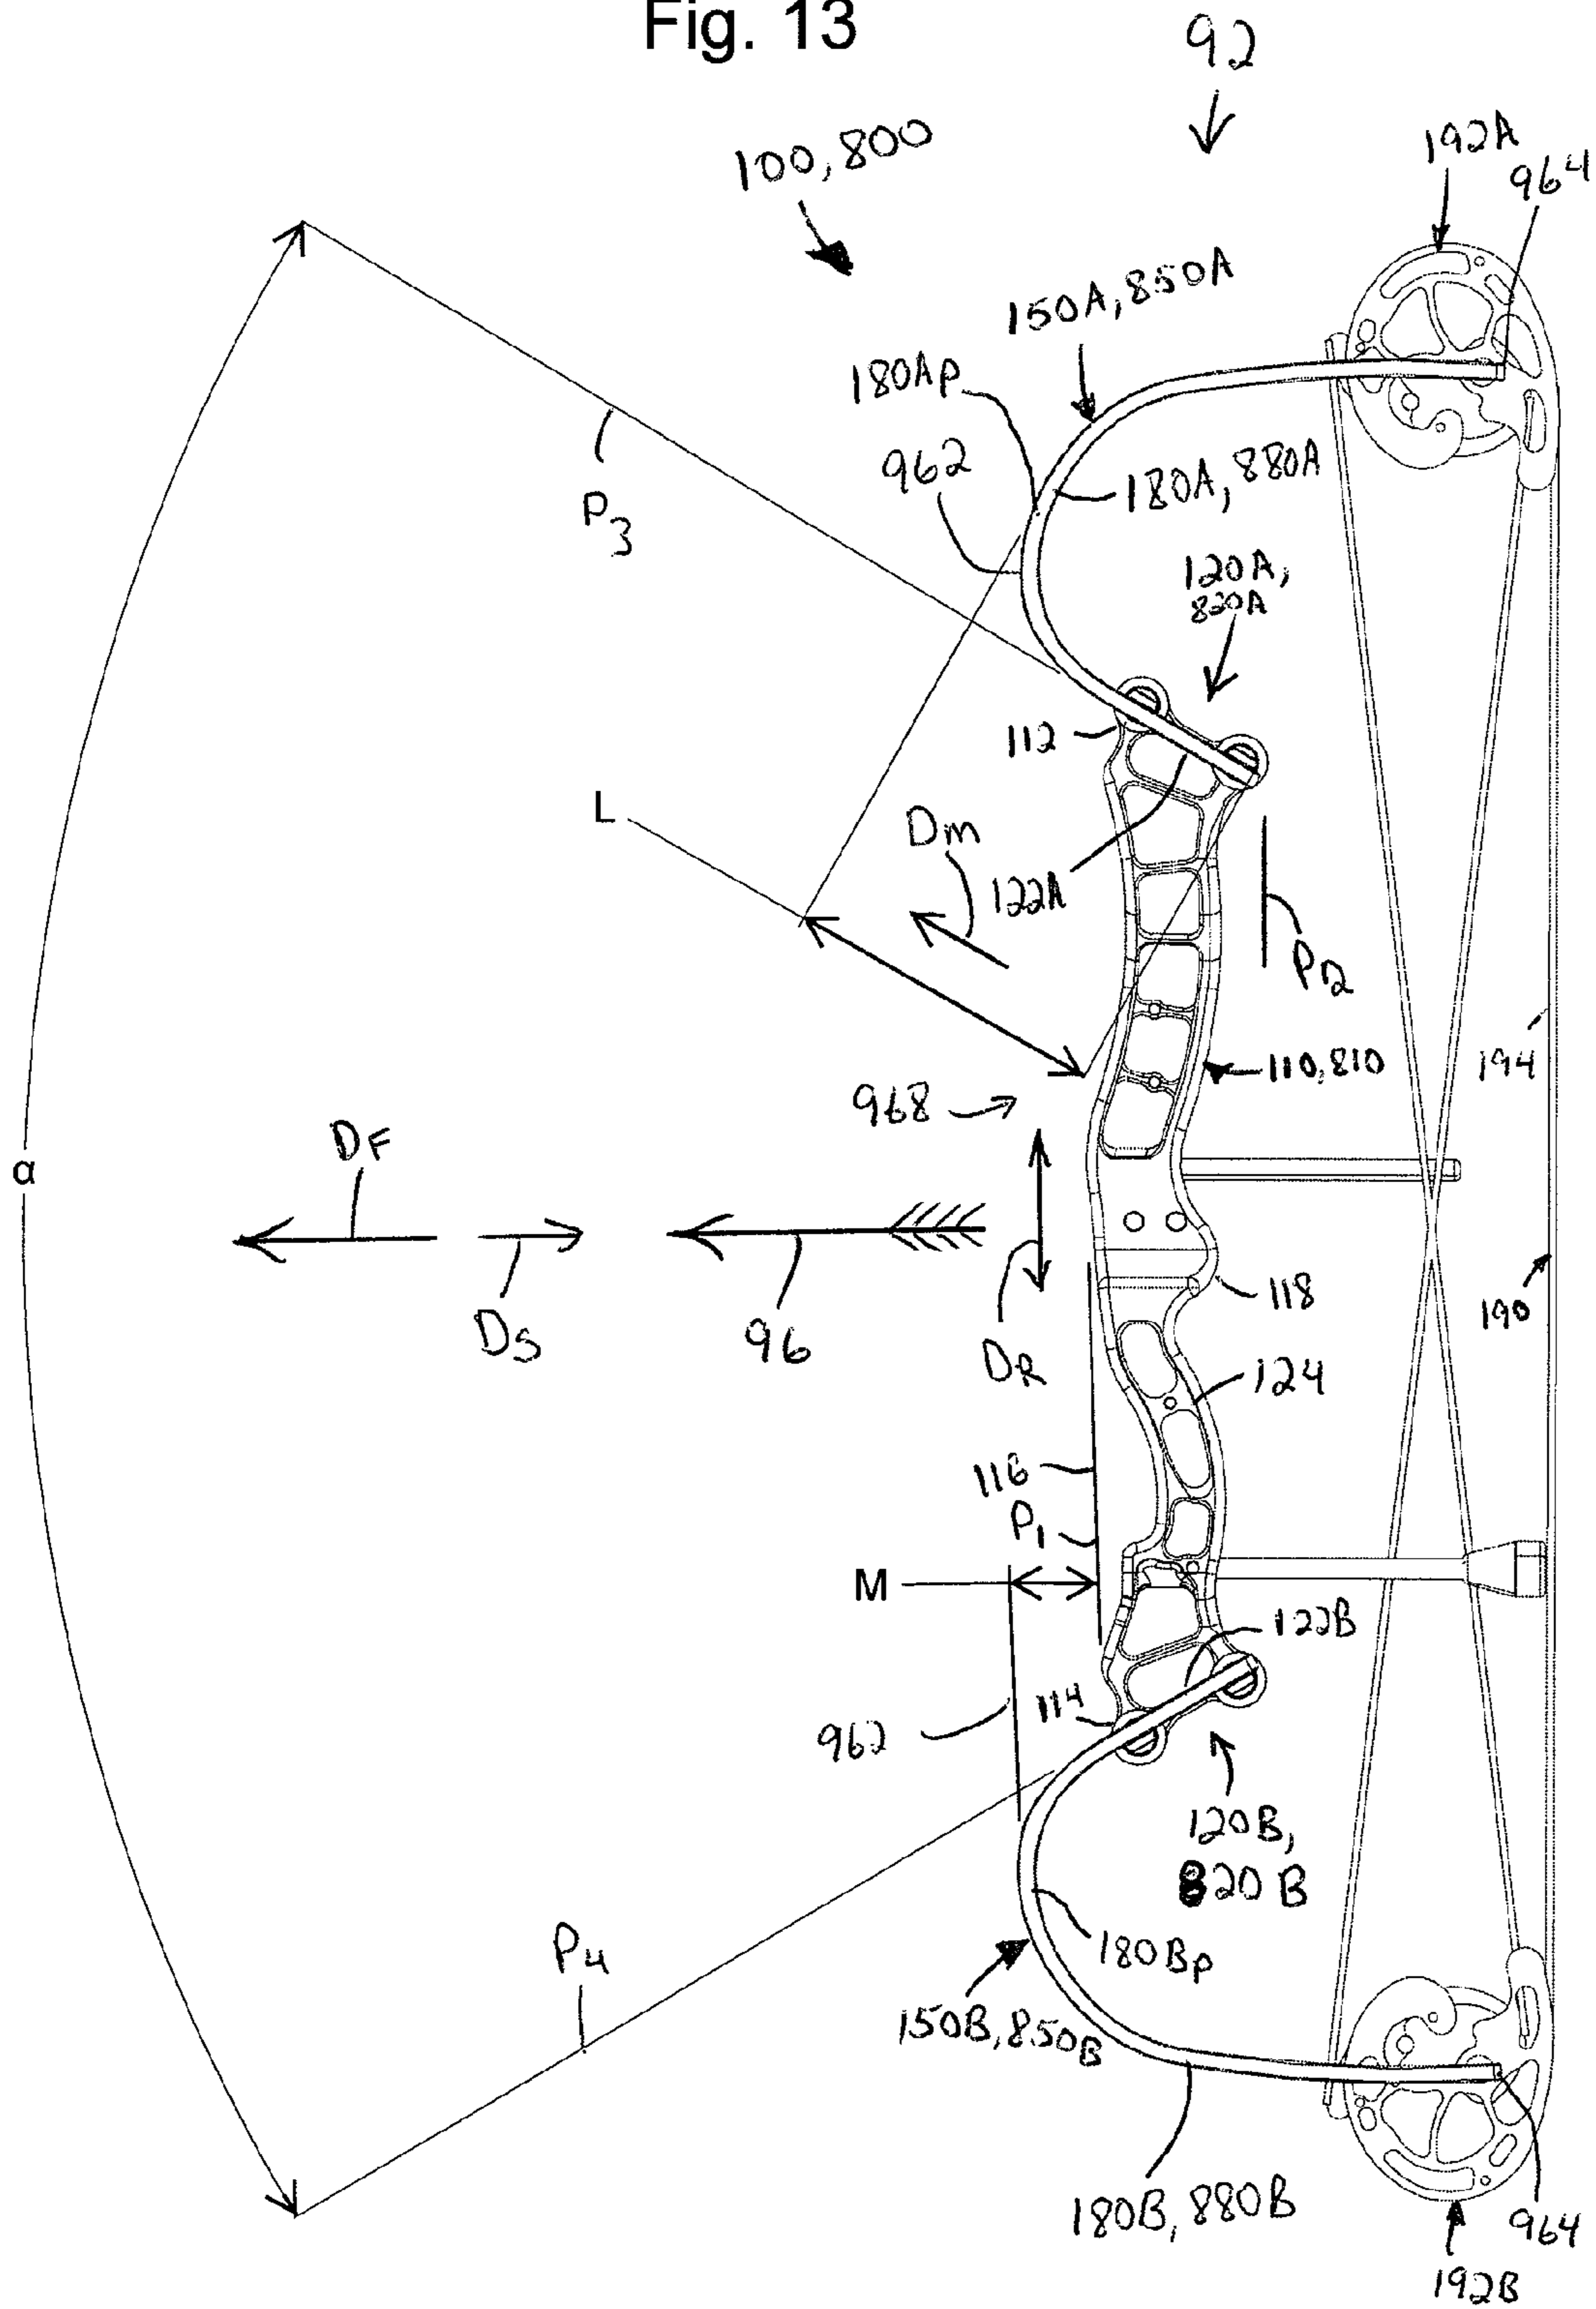 Fig. 13
92
100,800
192A
964
150A,850A
180Ap
962
180A, 880A
P3
120A,
820A
112
L
Dm
122A
PD2
110,810
194
968
α
DF
DS
96
DR
118
190
124
116
P1
M
122B
114
962
120B,
820B
P4
180Bp
150B,850B
180B, 880B
964
192B